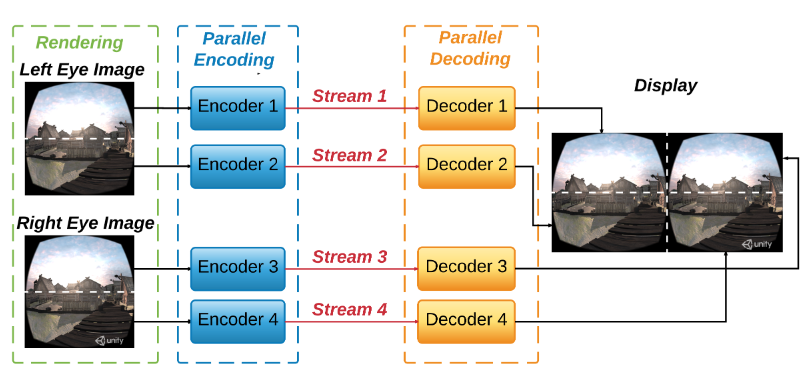 Rendering
Left Eye Image
Right Eye Image
unity
Parallel
Encoding
Encoder 1
Encoder 2
Encoder 3
Encoder 4
Stream 1
Stream 2
Stream 3
Stream 4
Parallel
Decoding
Decoder 1
Decoder 2
Decoder 3
Decoder 4
Display
unity